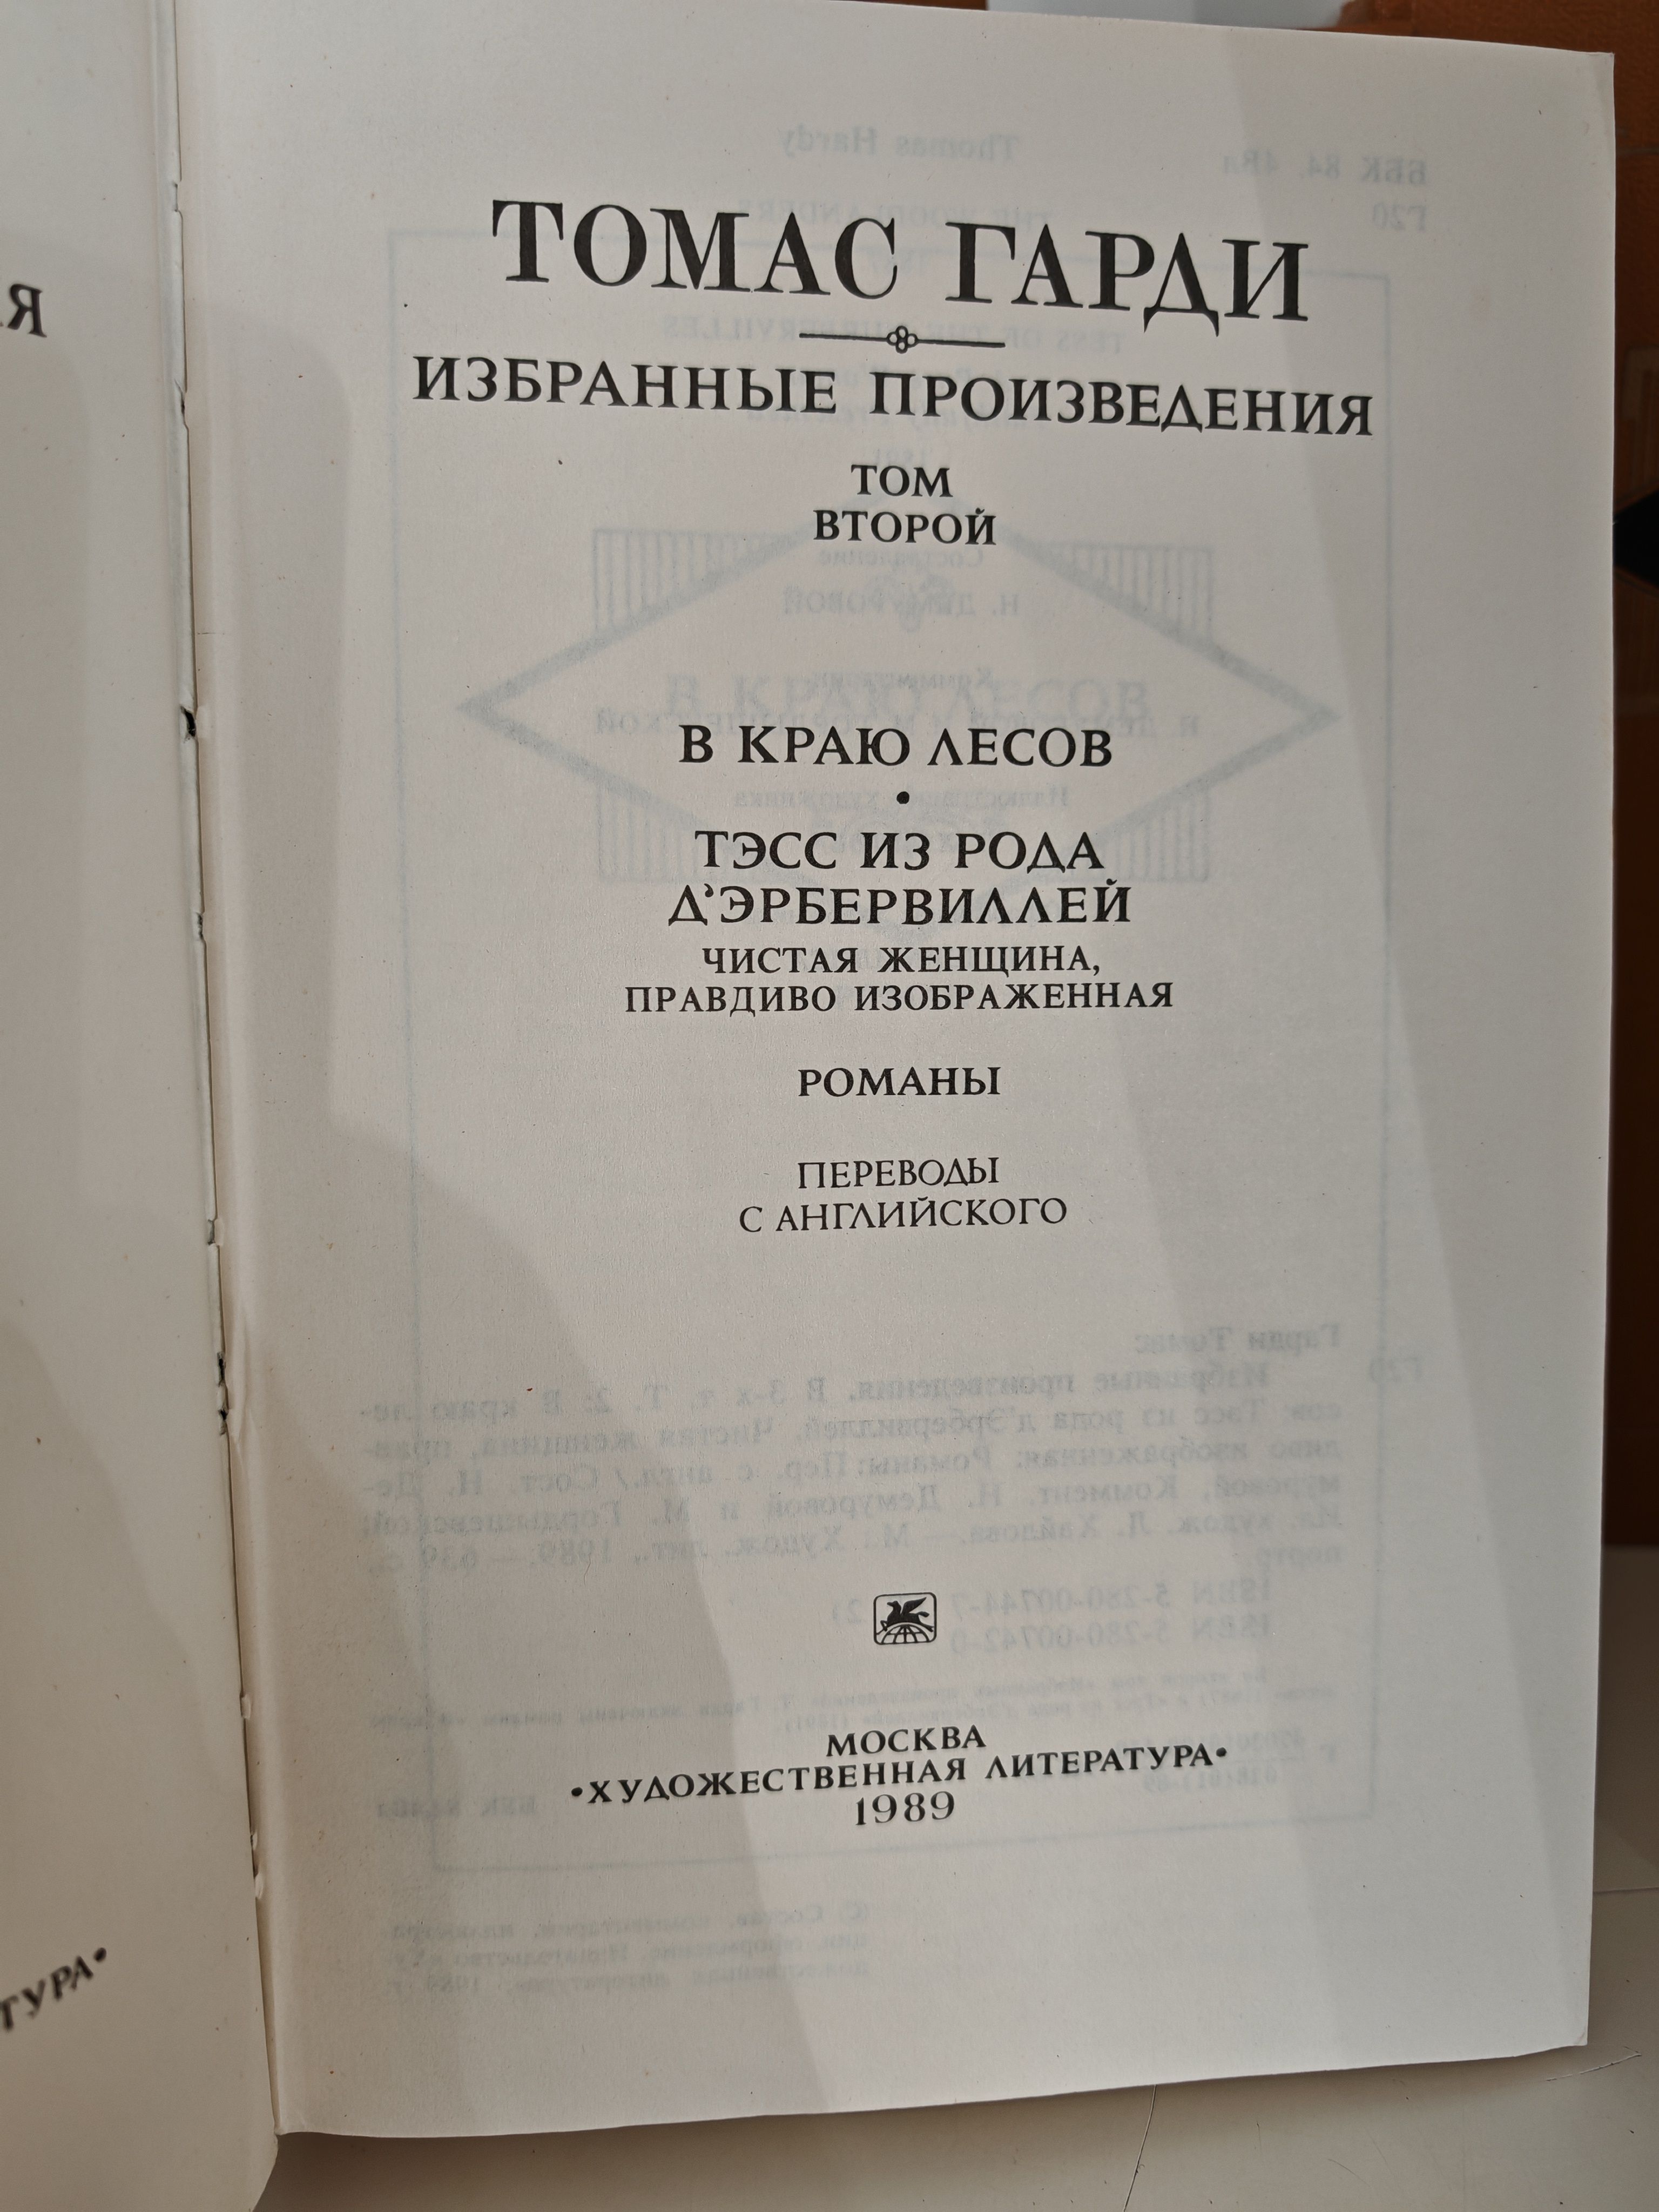 ТОМАС ГАРДИ
ИЗБРАННЫЕ ПРОИЗВЕДЕНИЯ
ТОМ
ВТОРОЙ
В КРАЮ ЛЕСОВ
•
ТЭСС ИЗ РОДА
Д’ЭРБЕРВИЛЛЕЙ
ЧИСТАЯ ЖЕНЩИНА,
ПРАВДИВО ИЗОБРАЖЕННАЯ
РОМАНЫ
ПЕРЕВОДЫ
С АНГЛИЙСКОГО
МОСКВА
•ХУДОЖЕСТВЕННАЯ ЛИТЕРАТУРА•
1989